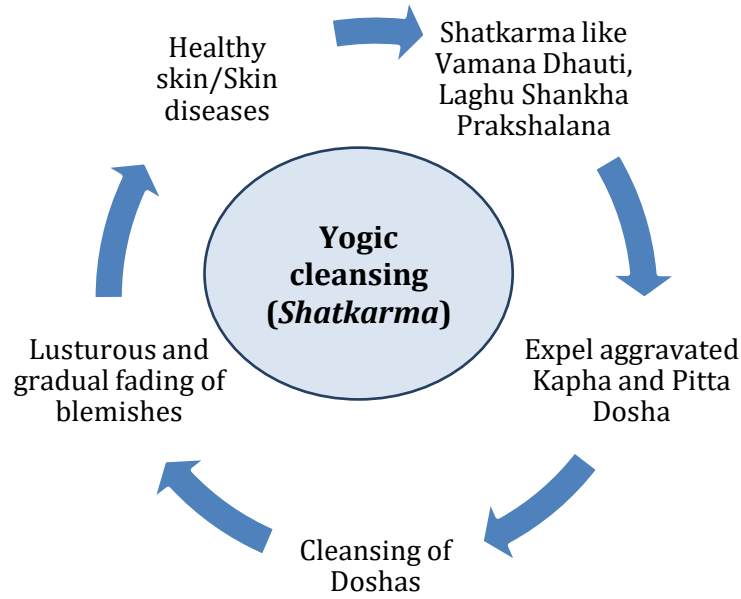 Healthy
skin/Skin
diseases
Shatkarma like
Vamana Dhauti,
Laghu Shankha
Prakshalana
Yogic
cleansing
(Shatkarma)
Expel aggravated
Kapha and Pitta
Dosha
Cleansing of
Doshas
Lusturous and
gradual fading of
blemishes